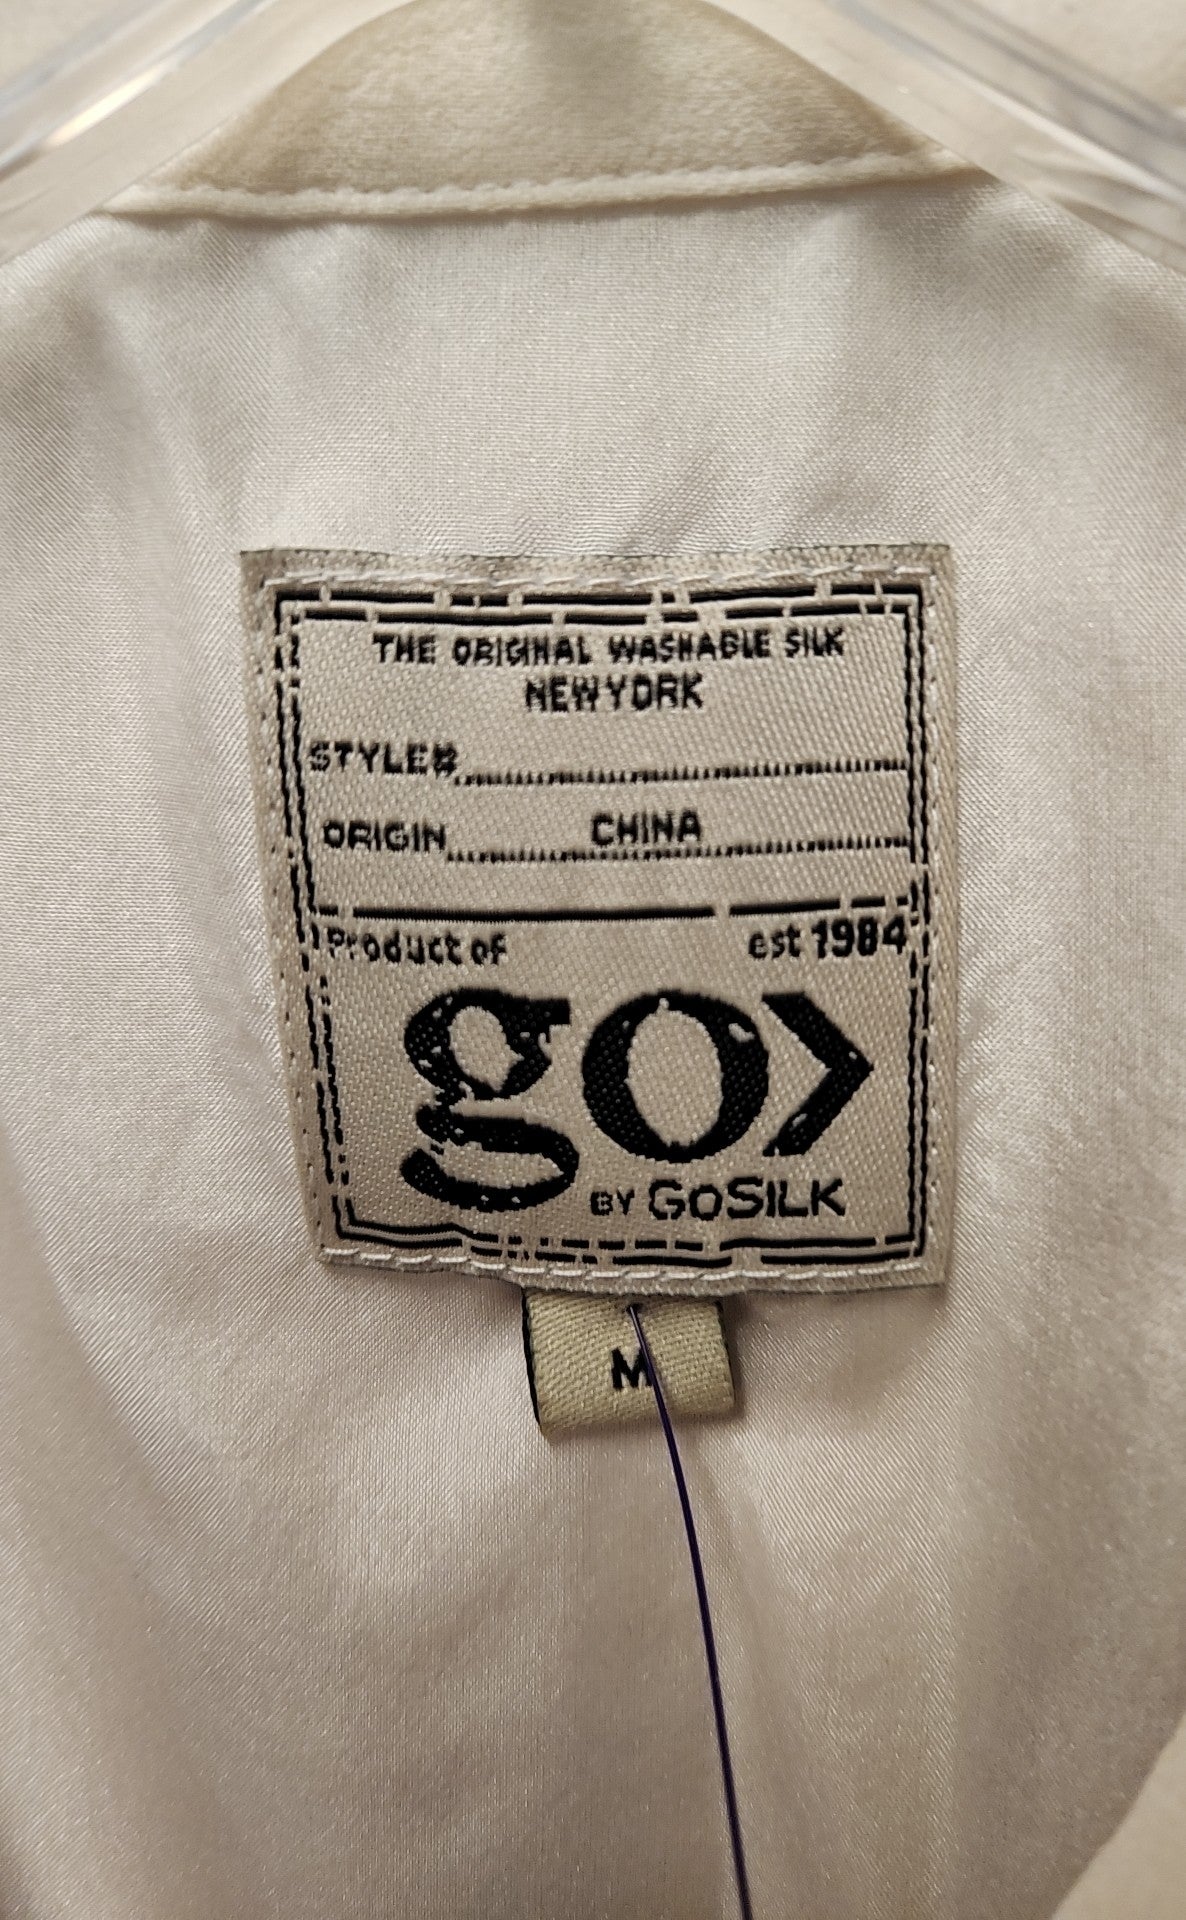 THE ORIGINAL WASHABLE SILK
NEW YORK
STYLE#
ORIGIN CHINA
Product of est 1984
go>
BY GOSILK
M